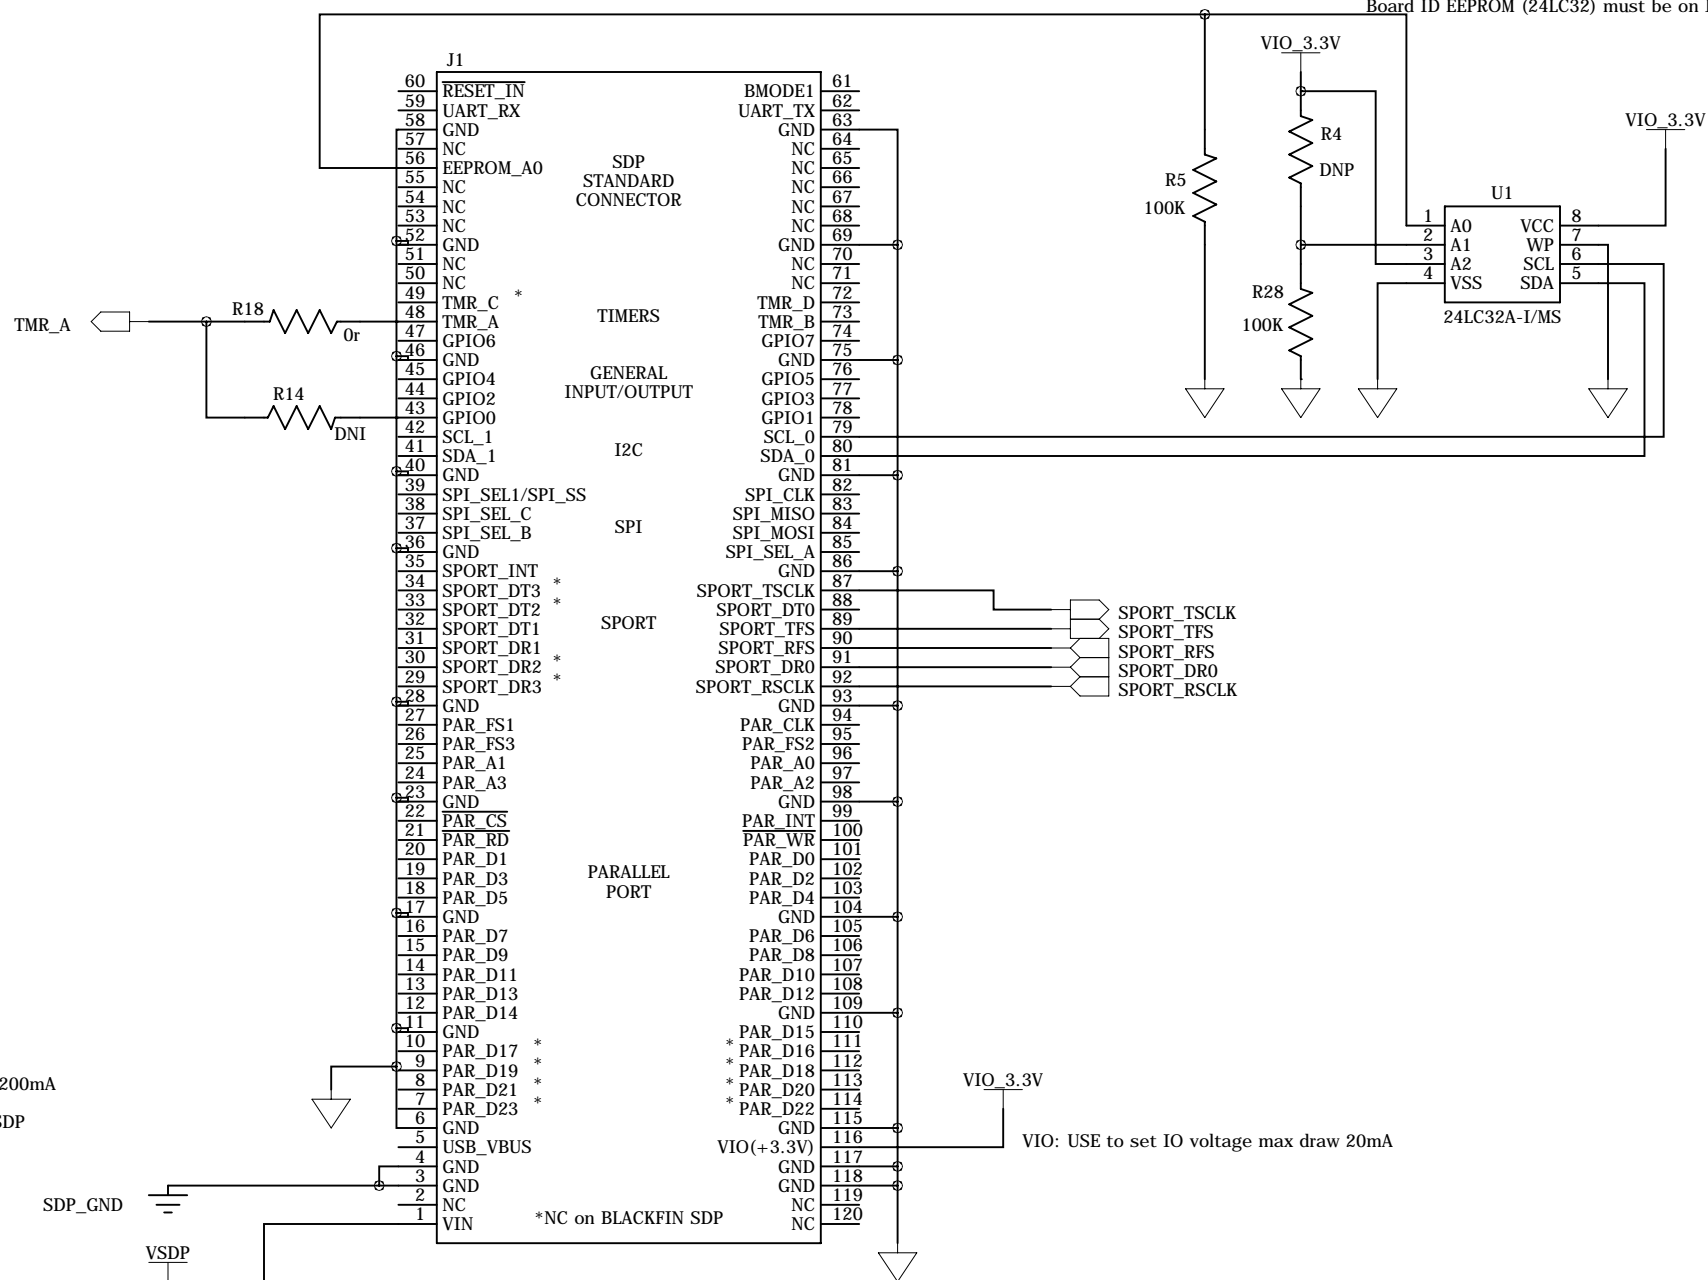 Board ID EEPROM (24LC32) must be on
J1
60 RESET_IN BMODE1 61
59 UART_RX UART_TX 62
58 GND GND 63
57 NC NC 64
56 EEPROM_A0 NC 65
55 NC NC 66
54 NC NC 67
53 NC NC 68
52 GND GND 69
51 NC NC 70
50 NC NC 71
49 TMR_C * TMR_D 72
48 TMR_A TMR_B 73
47 GPIO6 GPIO7 74
46 GND GND 75
45 GPIO4 GPIO5 76
44 GPIO2 GPIO3 77
43 GPIO0 GPIO1 78
42 SCL_1 SCL_0 79
41 SDA_1 SDA_0 80
40 GND GND 81
39 SPI_SEL1/SPI_SS SPI_CLK 82
38 SPI_SEL_C SPI_MISO 83
37 SPI_SEL_B SPI_MOSI 84
36 GND SPI_SEL_A 85
35 SPORT_INT GND 86
34 SPORT_DT3 * SPORT_TSCLK 87
33 SPORT_DT2 * SPORT_DT0 88
32 SPORT_DT1 SPORT_TFS 89
31 SPORT_DR1 SPORT_RFS 90
30 SPORT_DR2 * SPORT_DR0 91
29 SPORT_DR3 * SPORT_RSCLK 92
28 GND GND 93
27 PAR_FS1 PAR_CLK 94
26 PAR_FS3 PAR_FS2 95
25 PAR_A1 PAR_A0 96
24 PAR_A3 PAR_A2 97
23 GND GND 98
22 PAR_CS PAR_INT 99
21 PAR_RD PAR_WR 100
20 PAR_D1 PAR_D0 101
19 PAR_D3 PAR_D2 102
18 PAR_D5 PAR_D4 103
17 GND GND 104
16 PAR_D7 PAR_D6 105
15 PAR_D9 PAR_D8 106
14 PAR_D11 PAR_D10 107
13 PAR_D13 PAR_D12 108
12 PAR_D14 GND 109
11 GND PAR_D15 110
10 PAR_D17 * * PAR_D16 111
9 PAR_D19 * * PAR_D18 112
8 PAR_D21 * * PAR_D20 113
7 PAR_D23 * * PAR_D22 114
6 GND GND 115
5 USB_VBUS VIO(+3.3V) 116
4 GND GND 117
3 GND GND 118
2 NC NC 119
1 VIN NC 120
SDP
STANDARD
CONNECTOR
TIMERS
GENERAL
INPUT/OUTPUT
I2C
SPI
SPORT
PARALLEL
PORT
*NC on BLACKFIN SDP
TMR_A
R18
0r
R14
DNI
200mA
SDP_GND
VSDP
VIO_3.3V
R4
DNP
R5
100K
R28
100K
VIO_3.3V
U1
1 A0 VCC 8
2 A1 WP 7
3 A2 SCL 6
4 VSS SDA 5
24LC32A-I/MS
SPORT_TSCLK
SPORT_TFS
SPORT_RFS
SPORT_DR0
SPORT_RSCLK
VIO_3.3V
VIO: USE to set IO voltage max draw 20mA